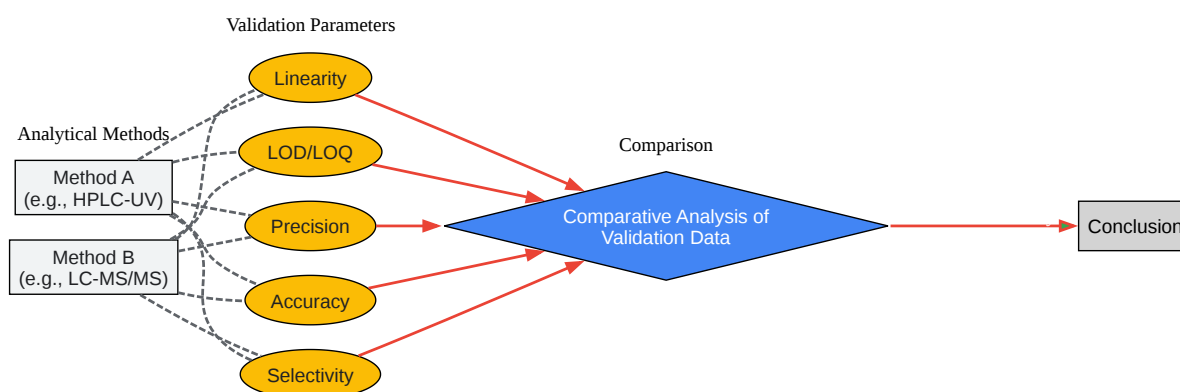 Validation Parameters
Linearity
Analytical Methods
LOD/LOQ
Comparison
Method A
(e.g., HPLC-UV)
Precision
Comparative Analysis of
Validation Data
Conclusion
Method B
(e.g., LC-MS/MS)
Accuracy
Selectivity